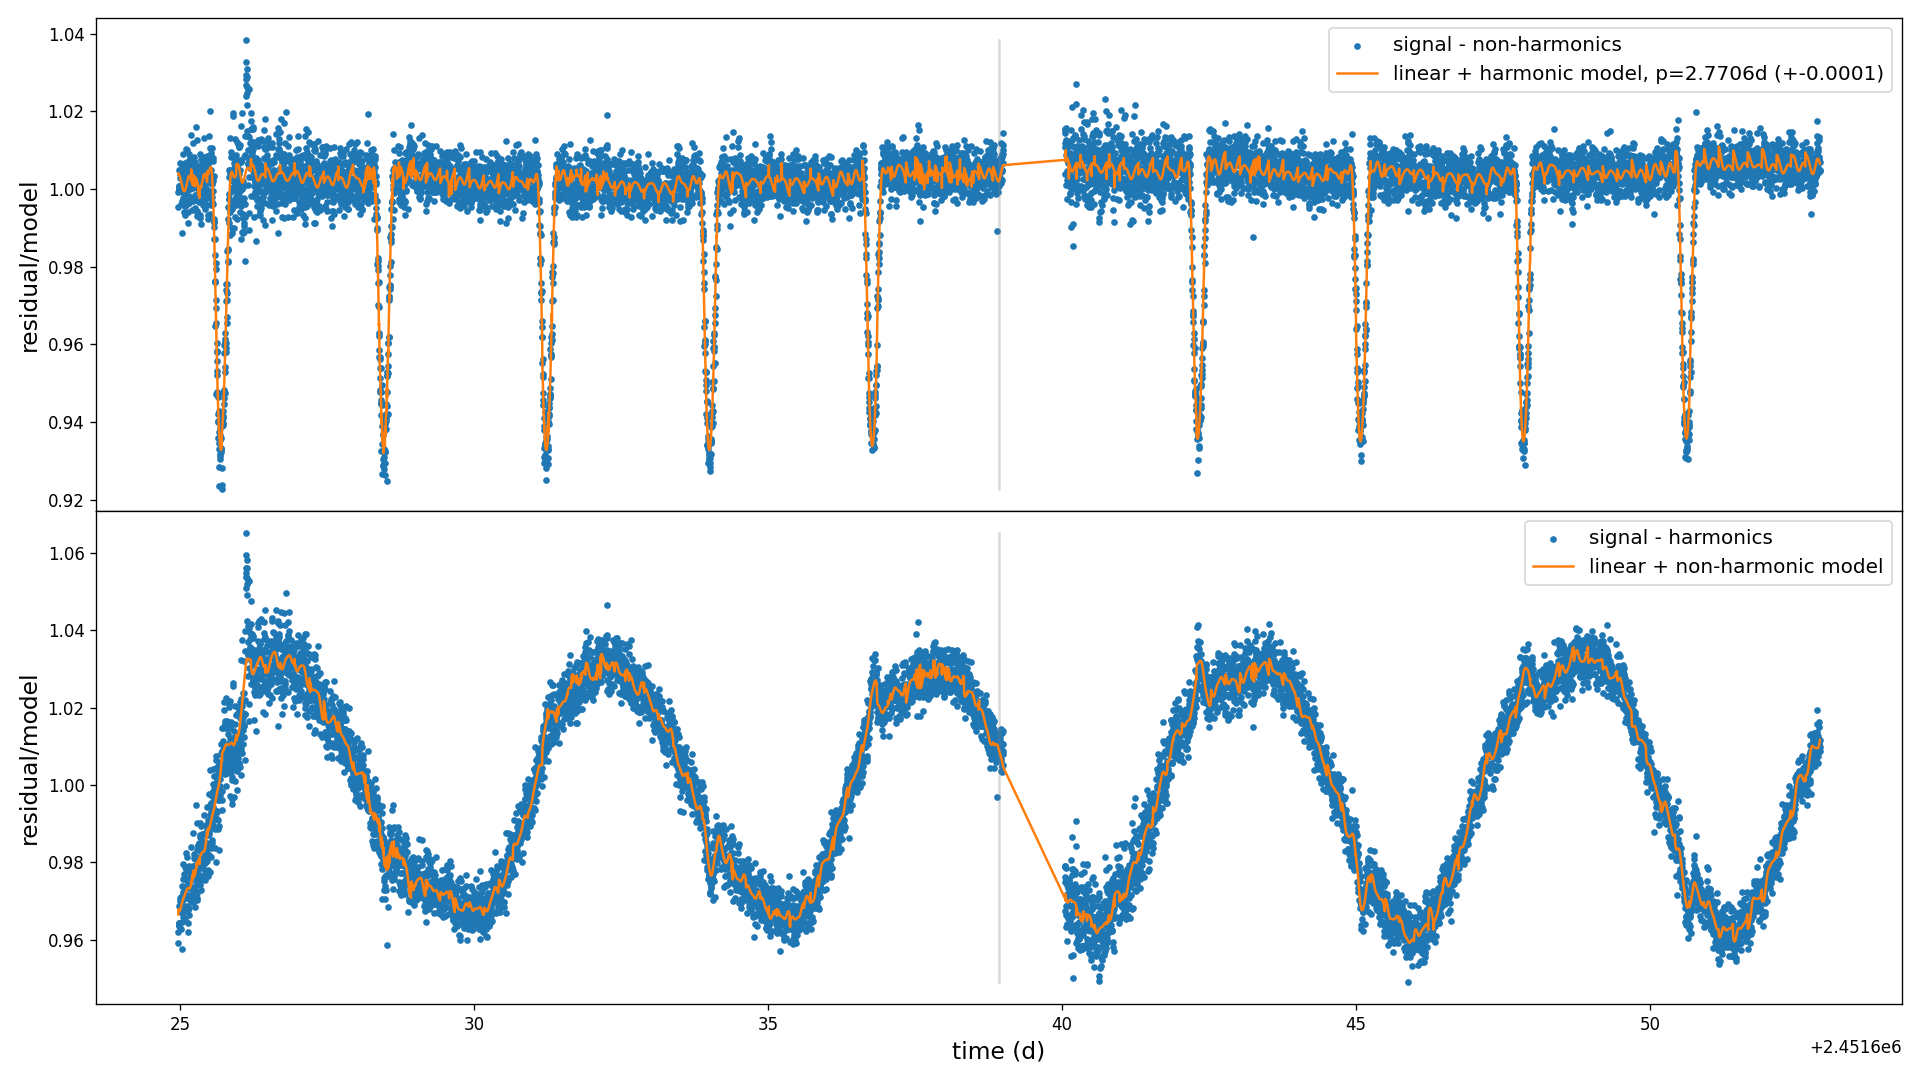 1.04
1.02
1.00
0.98
0.96
0.94
0.92
residual/model
signal - non-harmonics
linear + harmonic model, p=2.7706d (+-0.0001)
1.06
1.04
1.02
1.00
0.98
0.96
residual/model
signal - harmonics
linear + non-harmonic model
25 30 35 40 45 50
time (d)
+2.4516e6